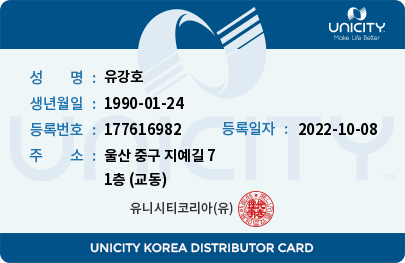 UNICITY
Make Life Better
성 명 : 유강호
생년월일 : 1990-01-24
등록번호 : 177616982 등록일자 : 2022-10-08
주 소 : 울산 중구 지예길 7
1층 (교동)
UNICITY
TM
유니시티코리아(유)
UNICITY KOREA DISTRIBUTOR CARD